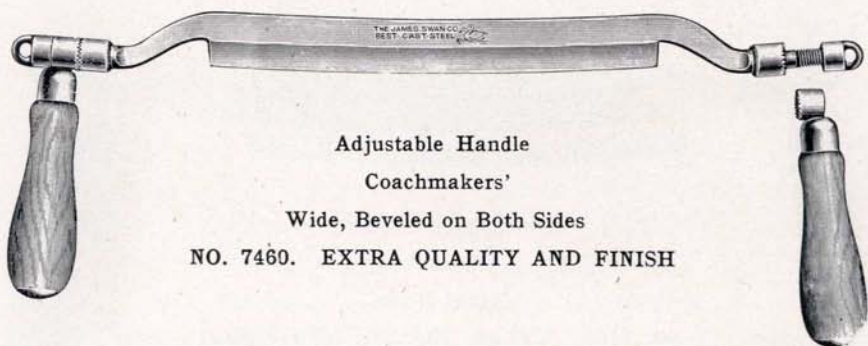 THE JAMES SWAN CO.
BEST CAST STEEL
Adjustable Handle
Coachmakers'
Wide, Beveled on Both Sides
NO. 7460. EXTRA QUALITY AND FINISH